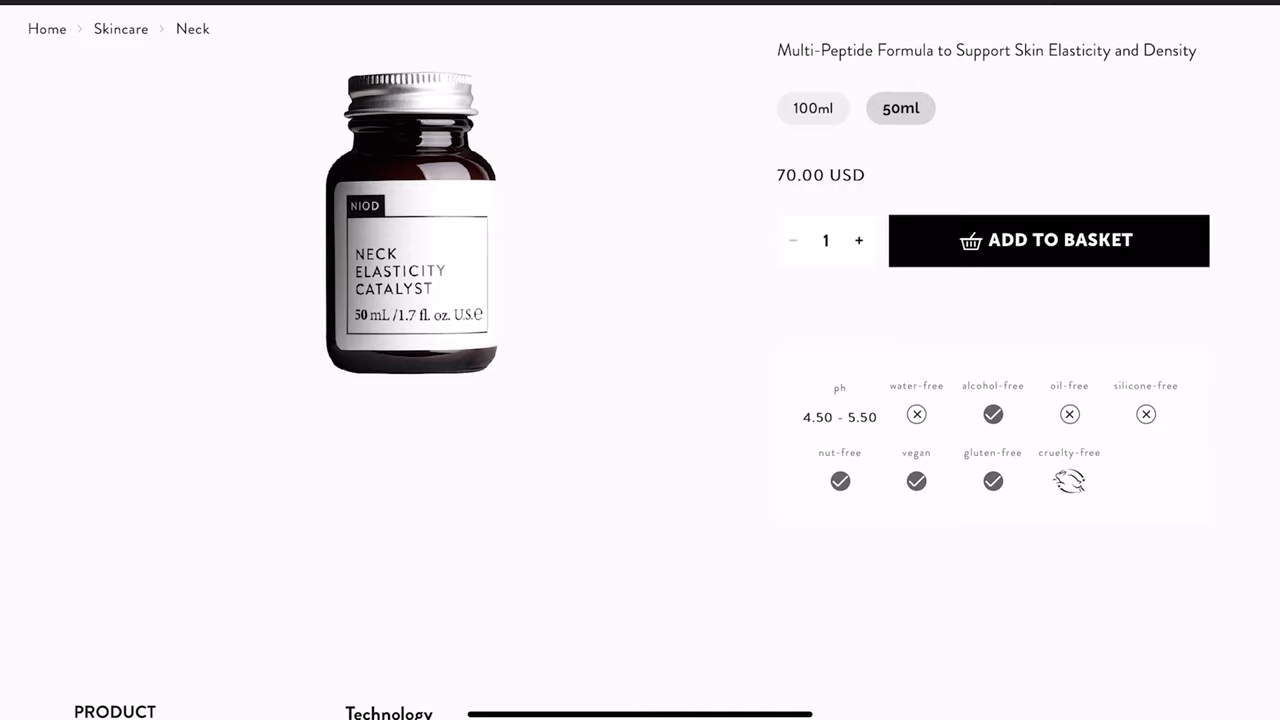 Home > Skincare > Neck
Multi-Peptide Formula to Support Skin Elasticity and Density
100ml 50ml
70.00 USD
− 1 + ADD TO BASKET
NIOD
NECK
ELASTICITY
CATALYST
50 mL /1.7 fl. oz. U.S.℮
ph water-free alcohol-free oil-free silicone-free
4.50 - 5.50
nut-free vegan gluten-free cruelty-free
PRODUCT Technology